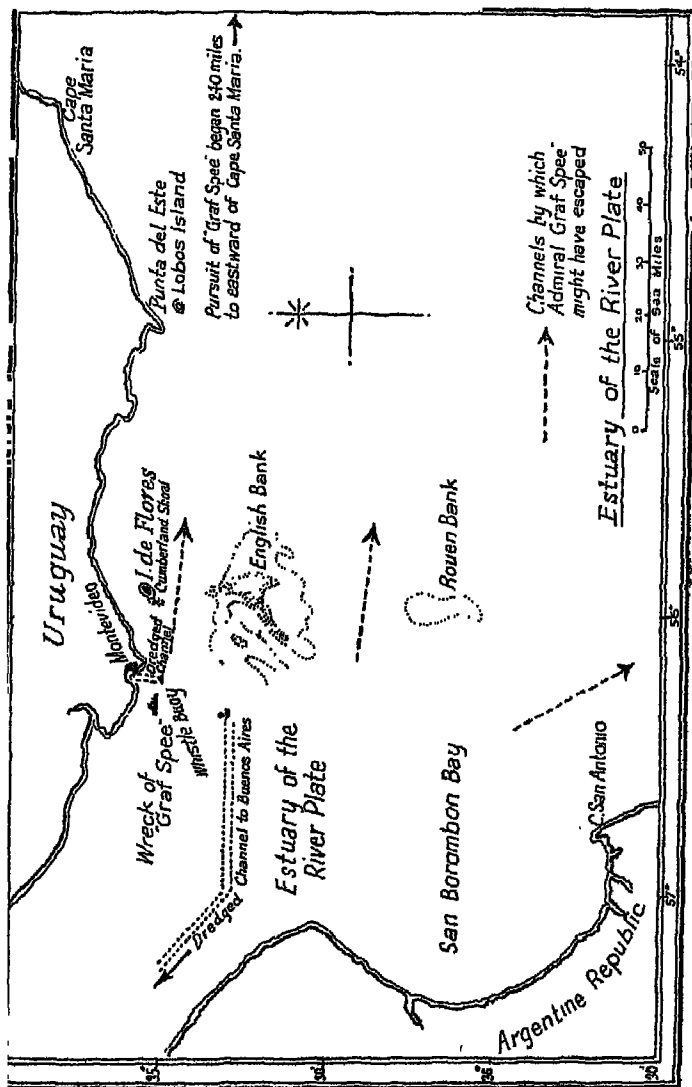 Uruguay
Cape
Santa Maria
Montevideo
Punta del Este
@ Lobos Island
Pursuit of "Graf Spee" began 240 miles
to eastward of Cape Santa Maria.
Dredged
Channel
@ I. de Flores
& Cumberland Shoal
Wreck of
"Graf Spee"
Whistle Buoy
English Bank
Dredged Channel to Buenos Aires
Estuary of the
River Plate
Rouen Bank
San Borombon Bay
C. San Antonio
Argentine Republic
Channels by which
Admiral Graf Spee"
might have escaped
Estuary of the River Plate
0 10 20 30 40 50
Scale of Sea Miles
35°
30'
36°
30'
57°
56°
55°
54°